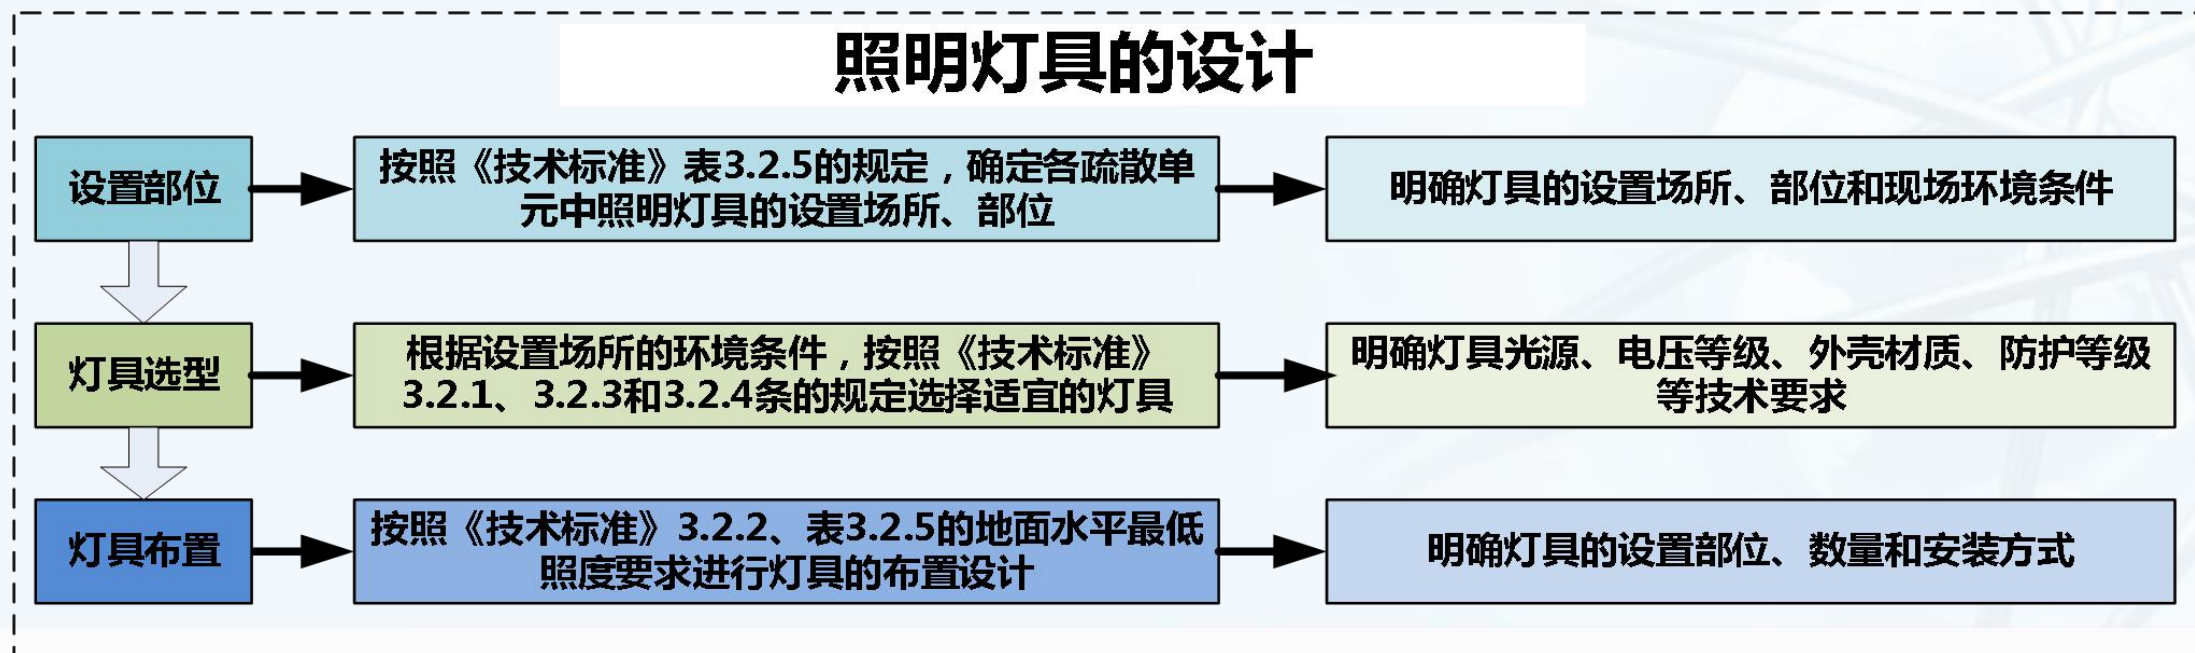 照明灯具的设计
设置部位
按照《技术标准》表3.2.5的规定，确定各疏散单
元中照明灯具的设置场所、部位
明确灯具的设置场所、部位和现场环境条件
灯具选型
根据设置场所的环境条件，按照《技术标准》
3.2.1、3.2.3和3.2.4条的规定选择适宜的灯具
明确灯具光源、电压等级、外壳材质、防护等级
等技术要求
灯具布置
按照《技术标准》3.2.2、表3.2.5的地面水平最低
照度要求进行灯具的布置设计
明确灯具的设置部位、数量和安装方式